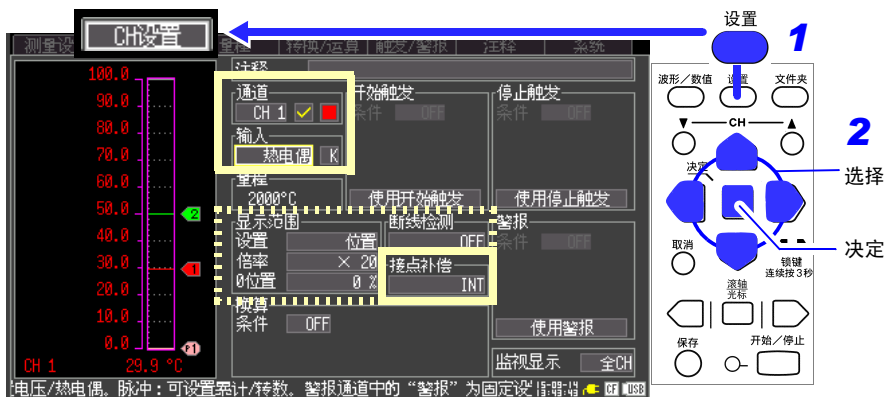 设置
1
CH设置
测量设
量程
转换/运算
触发/警报
注释
系统
注释
100.0
90.0
80.0
70.0
60.0
50.0
40.0
30.0
20.0
10.0
0.0
2
1
P1
CH 1
29.9 °C
通道
CH 1
输入
热电偶 K
量程
2000°C
开始触发
条件 OFF
使用开始触发
停止触发
条件 OFF
使用停止触发
显示范围
设置 位置
倍率 × 20
0位置 0 %
断线检测
OFF
接点补偿
INT
警报
条件 OFF
使用警报
换算
条件 OFF
监视显示 全CH
电压/热电偶。脉冲：可设置累计/转数。警报通道中的“警报”为固定设
CF USB
波形／数值
设置
文件夹
CH
决定
2
选择
决定
取消
锁键
连续按3秒
滚轴
光标
保存
开始／停止